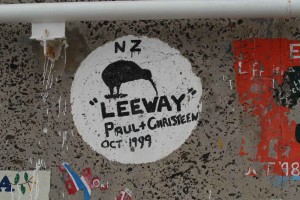 NZ
"LEEWAY"
PAUL + CHRISTEEN
OCT 1999